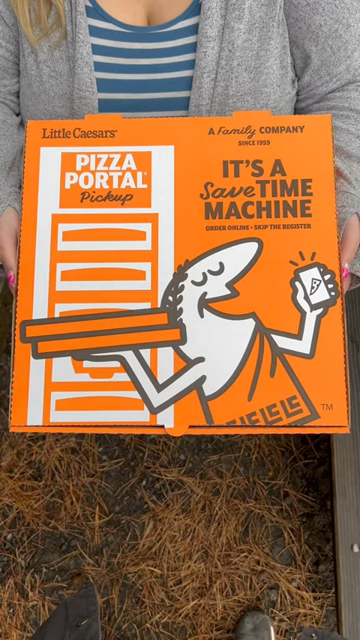 Little Caesars®
A Family COMPANY
SINCE 1959
PIZZA
PORTAL®
Pickup
IT'S A
Save TIME
MACHINE
ORDER ONLINE • SKIP THE REGISTER
TM